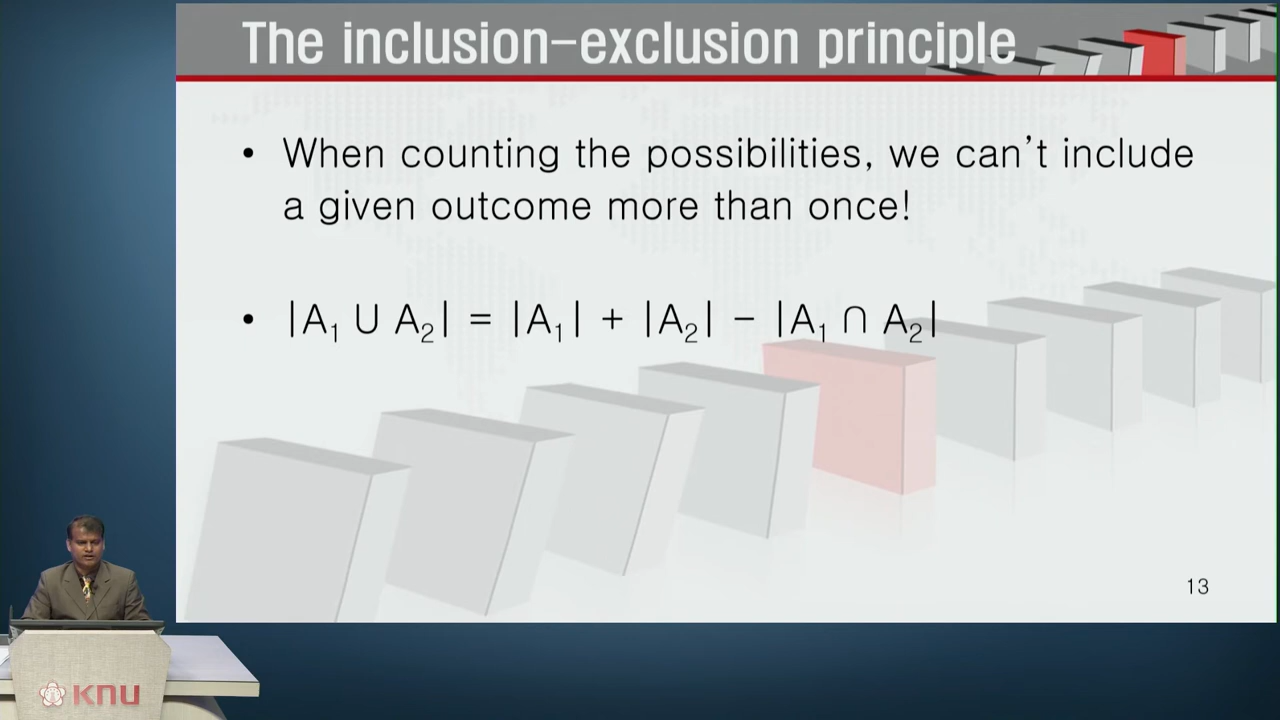 The inclusion–exclusion principle
• When counting the possibilities, we can't include
a given outcome more than once!
• |A₁ U A₂| = |A₁| + |A₂| – |A₁ ∩ A₂|
13
KNU